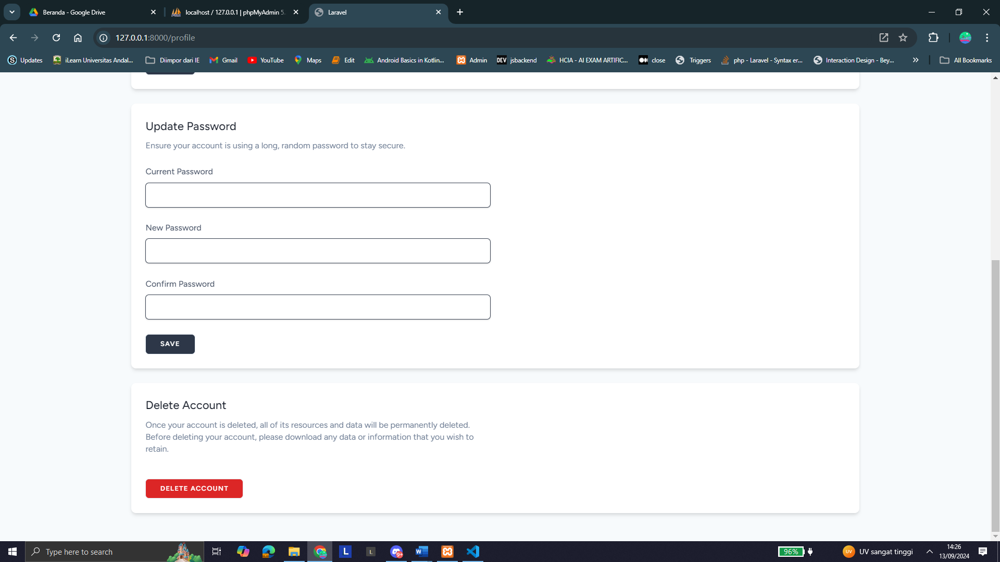 Beranda - Google Drive
localhost / 127.0.0.1 | phpMyAdmin 5.
Laravel
127.0.0.1:8000/profile
Updates
iLearn Universitas Andal...
Diimpor dari IE
Gmail
YouTube
Maps
Edit
Android Basics in Kotlin...
Admin
DEV jsbackend
HCIA - AI EXAM ARTIFIC...
close
Triggers
php - Laravel - Syntax er...
Interaction Design - Bey...
All Bookmarks
Update Password
Ensure your account is using a long, random password to stay secure.
Current Password
New Password
Confirm Password
SAVE
Delete Account
Once your account is deleted, all of its resources and data will be permanently deleted.
Before deleting your account, please download any data or information that you wish to
retain.
DELETE ACCOUNT
Type here to search
L
L
9+
W
96%
UV
UV sangat tinggi
14:26
13/09/2024